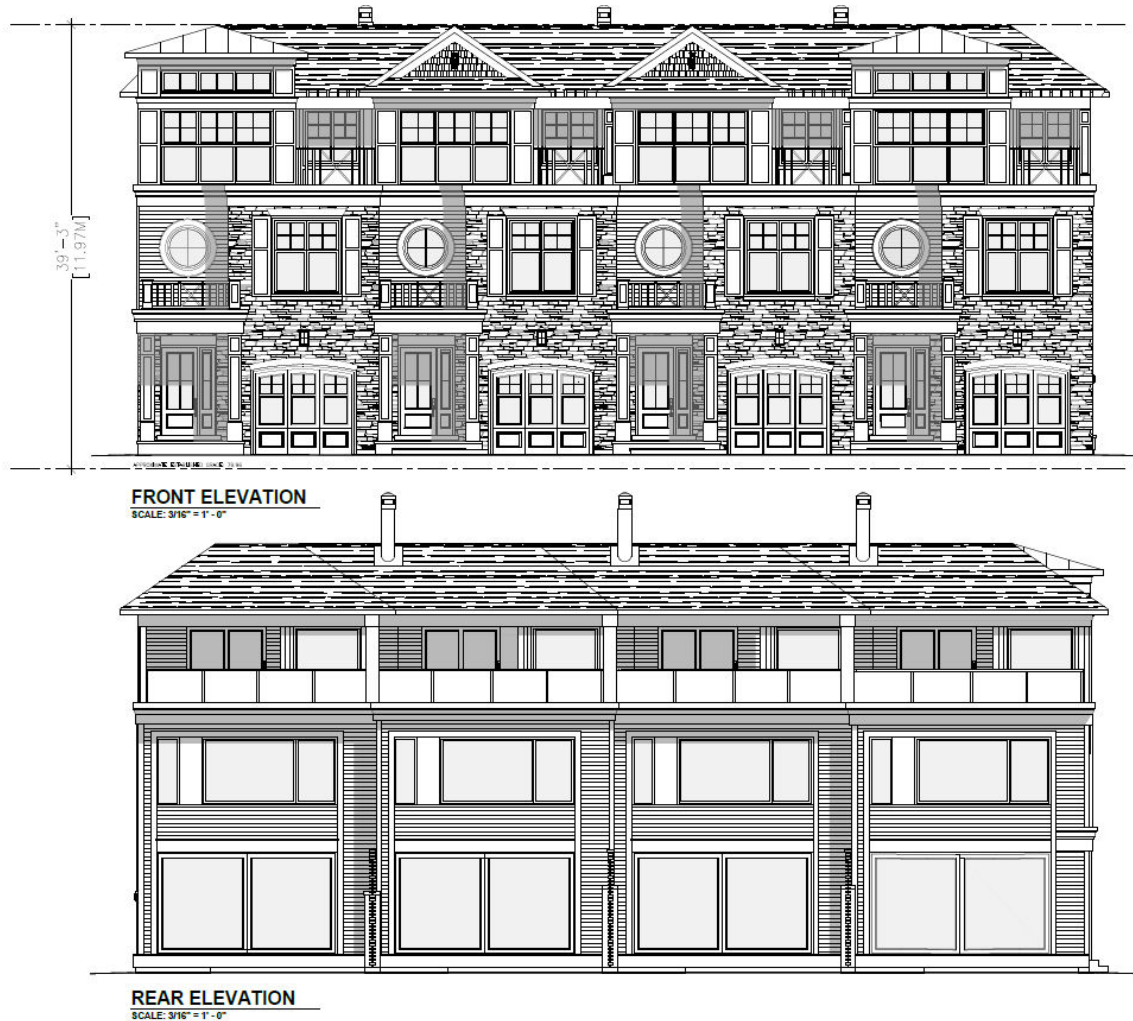 39'-3"
[11.97M]
FRONT ELEVATION
SCALE: 3/16" = 1' - 0"
REAR ELEVATION
SCALE: 3/16" = 1' - 0"